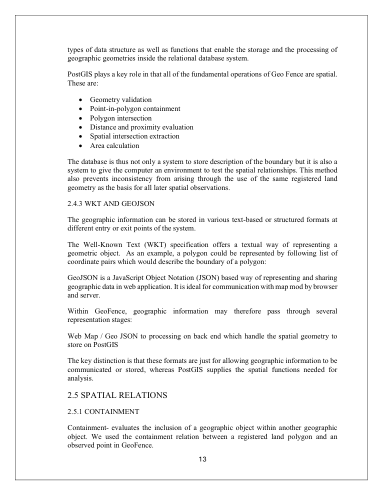 types of data structure as well as functions that enable the storage and the processing of
geographic geometries inside the relational database system.
PostGIS plays a key role in that all of the fundamental operations of Geo Fence are spatial.
These are:
• Geometry validation
• Point-in-polygon containment
• Polygon intersection
• Distance and proximity evaluation
• Spatial intersection extraction
• Area calculation
The database is thus not only a system to store description of the boundary but it is also a
system to give the computer an environment to test the spatial relationships. This method
also prevents inconsistency from arising through the use of the same registered land
geometry as the basis for all later spatial observations.
2.4.3 WKT AND GEOJSON
The geographic information can be stored in various text-based or structured formats at
different entry or exit points of the system.
The Well-Known Text (WKT) specification offers a textual way of representing a
geometric object. As an example, a polygon could be represented by following list of
coordinate pairs which would describe the boundary of a polygon:
GeoJSON is a JavaScript Object Notation (JSON) based way of representing and sharing
geographic data in web application. It is ideal for communication with map mod by browser
and server.
Within GeoFence, geographic information may therefore pass through several
representation stages:
Web Map / Geo JSON to processing on back end which handle the spatial geometry to
store on PostGIS
The key distinction is that these formats are just for allowing geographic information to be
communicated or stored, whereas PostGIS supplies the spatial functions needed for
analysis.
2.5 SPATIAL RELATIONS
2.5.1 CONTAINMENT
Containment- evaluates the inclusion of a geographic object within another geographic
object. We used the containment relation between a registered land polygon and an
observed point in GeoFence.
13